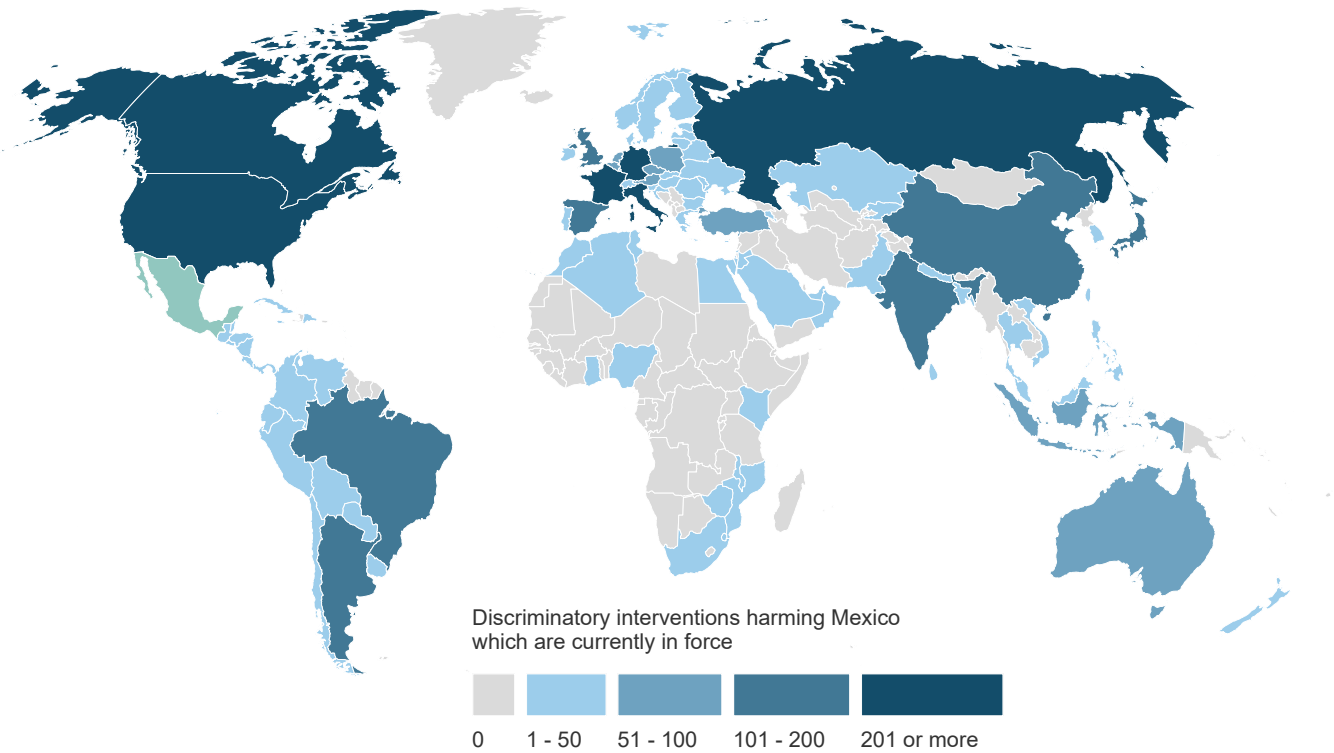 Discriminatory interventions harming Mexico
which are currently in force
0 1 - 50 51 - 100 101 - 200 201 or more